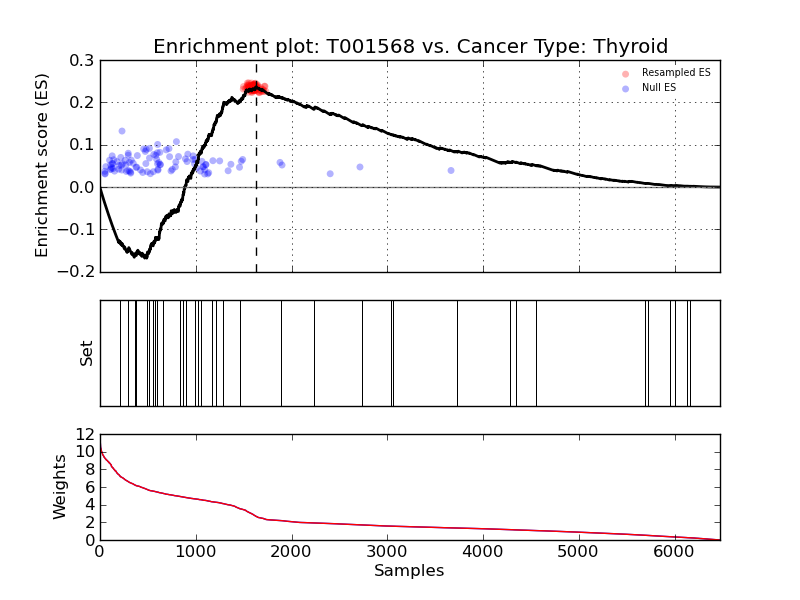 Enrichment plot: T001568 vs. Cancer Type: Thyroid
Enrichment score (ES)
0.3
0.2
0.1
0.0
−0.1
−0.2
Resampled ES
Null ES
Set
Weights
12
10
8
6
4
2
0
0 1000 2000 3000 4000 5000 6000
Samples